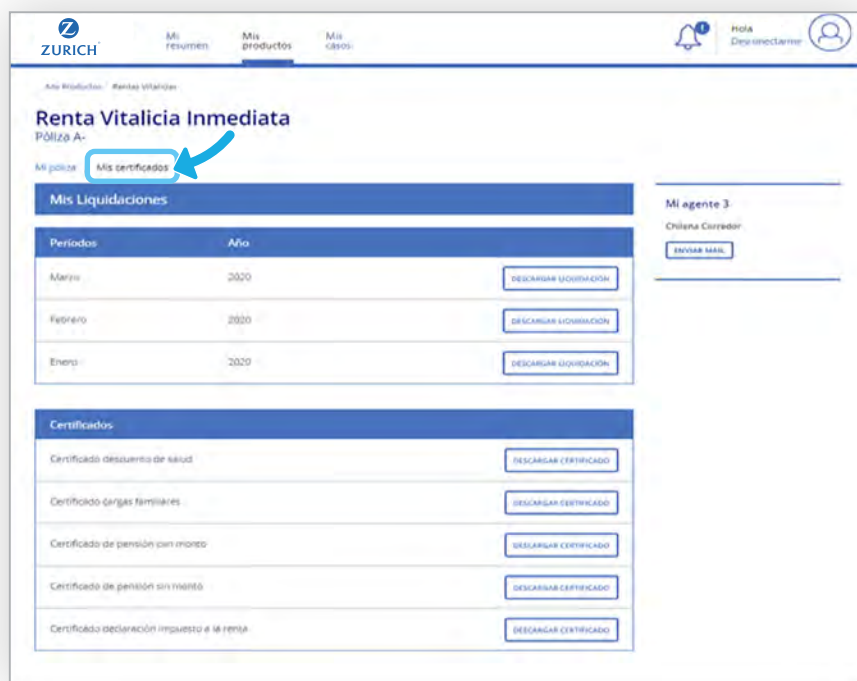 ZURICH
Mi
resumen
Mis
productos
Mis
casos
Hola
Desconectarme
Mis Productos / Rentas Vitalicias
Renta Vitalicia Inmediata
Póliza A-
Mi póliza
Mis certificados
Mis Liquidaciones
Períodos Año
Marzo 2020 DESCARGAR LIQUIDACIÓN
Febrero 2020 DESCARGAR LIQUIDACIÓN
Enero 2020 DESCARGAR LIQUIDACIÓN
Certificados
Certificado descuento de salud DESCARGAR CERTIFICADO
Certificado cargas familiares DESCARGAR CERTIFICADO
Certificado de pensión con monto DESCARGAR CERTIFICADO
Certificado de pensión sin monto DESCARGAR CERTIFICADO
Certificado declaración impuesto a la renta DESCARGAR CERTIFICADO
Mi agente 3
Chilena Corredor
ENVIAR MAIL